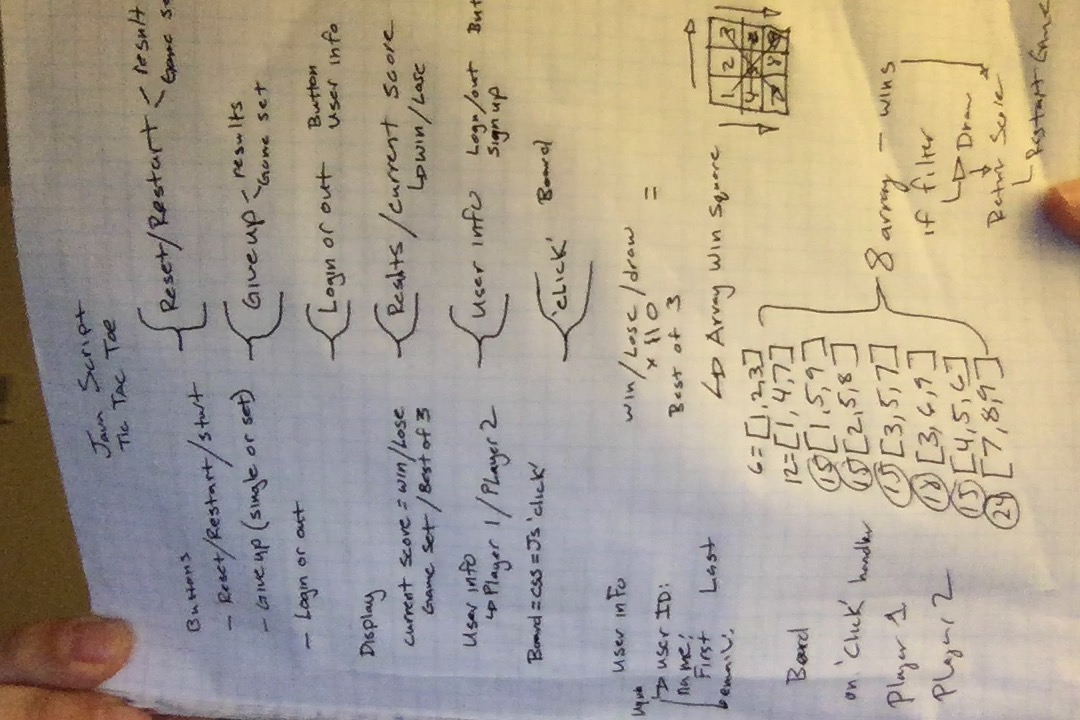 Java Script
Tic TAC Toe
Buttons
- Reset/Restart/start
- Give up (single or set)
- Login or out
Display
current score = win/Lose
Game set / Best of 3
User info
↳ Player 1 / Player 2
Board = css = Js 'click'
Reset/Restart < result
Game se
Give up < results
Game set
Login or out Button
User info
Results / current Score
↳ win/Lose
User info Login/out But
Sign up
'click' Board
User info
↳ user ID:
name:
First Last
email:
win/Lose/draw
Best of 3 =
↳ Array win Square
1 2 3
4 5
7 8
Board
on 'click' handler
Player 1
Player 2
6 = [1,2,3]
12 = [1,4,7]
15 [1,5,9]
15 [2,5,8]
15 [3,5,7]
18 [3,6,9]
15 [4,5,6]
24 [7,8,9]
8 array - wins
if filter
↳ Draw
↓
Score
↳ Restart Game